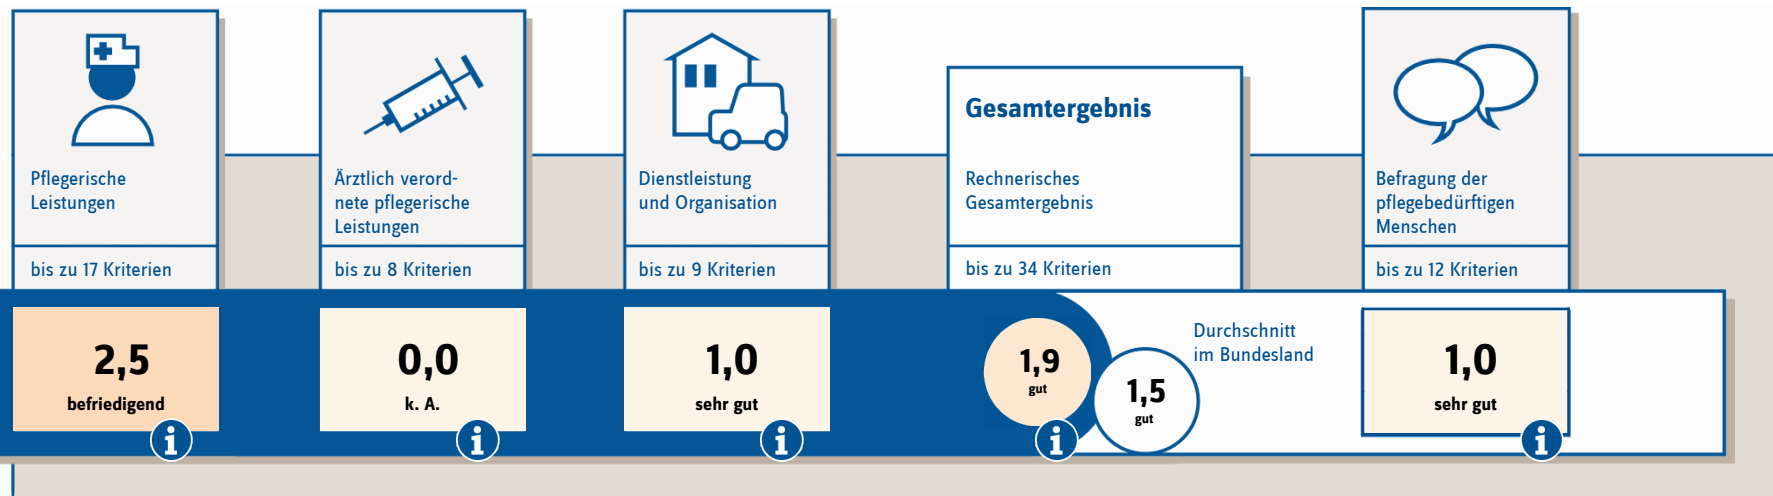 Pflegerische
Leistungen
bis zu 17 Kriterien
2,5
befriedigend
i
Ärztlich verord-
nete pflegerische
Leistungen
bis zu 8 Kriterien
0,0
k. A.
i
Dienstleistung
und Organisation
bis zu 9 Kriterien
1,0
sehr gut
i
Gesamtergebnis
Rechnerisches
Gesamtergebnis
bis zu 34 Kriterien
1,9
gut
i
1,5
gut
Durchschnitt
im Bundesland
Befragung der
pflegebedürftigen
Menschen
bis zu 12 Kriterien
1,0
sehr gut
i